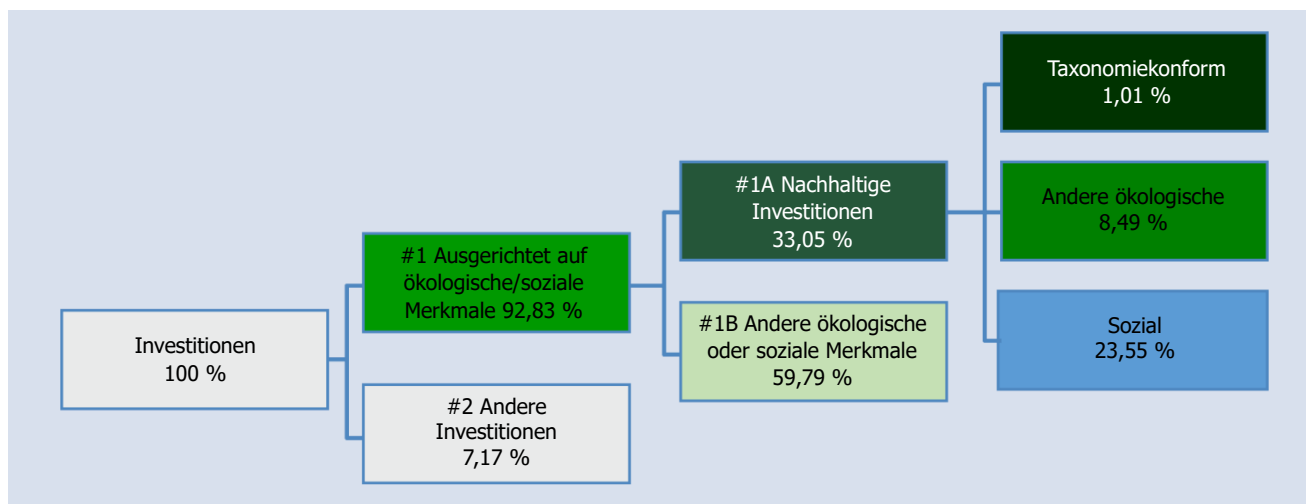 Investitionen
100 %
#1 Ausgerichtet auf
ökologische/soziale
Merkmale 92,83 %
#2 Andere
Investitionen
7,17 %
#1A Nachhaltige
Investitionen
33,05 %
#1B Andere ökologische
oder soziale Merkmale
59,79 %
Taxonomiekonform
1,01 %
Andere ökologische
8,49 %
Sozial
23,55 %